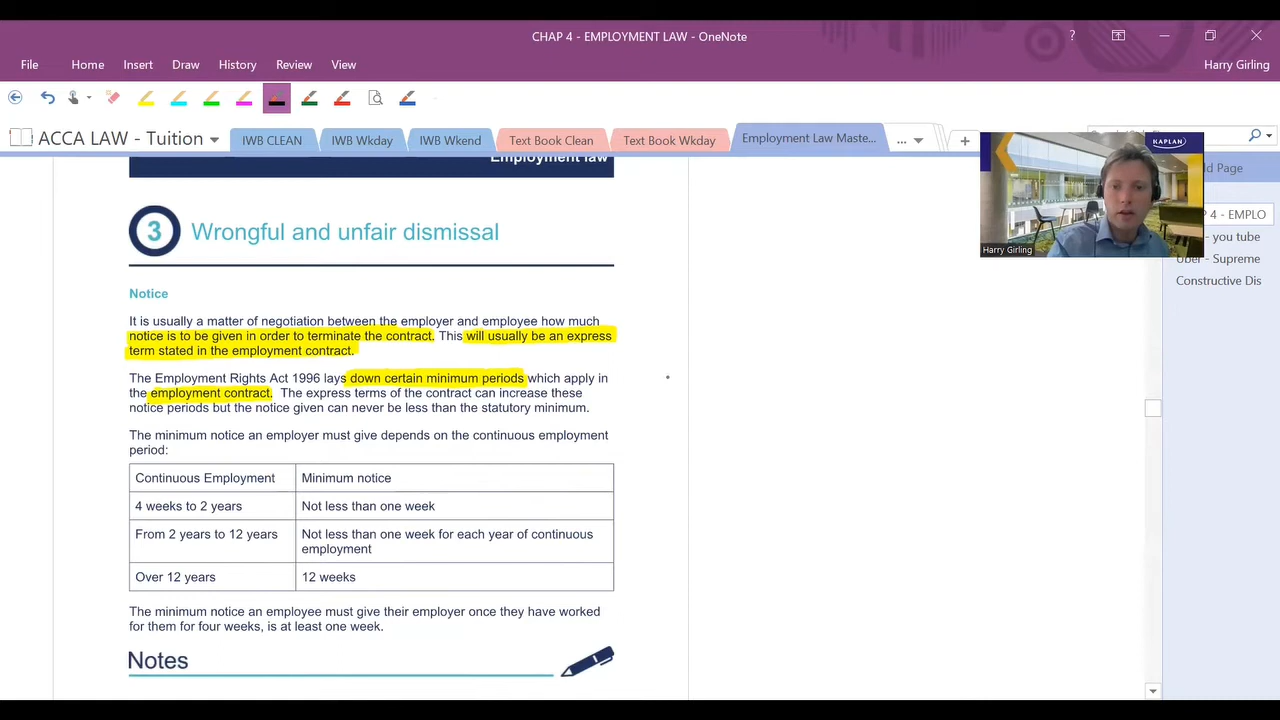 CHAP 4 - EMPLOYMENT LAW - OneNote
?
File Home Insert Draw History Review View
Harry Girling
ACCA LAW - Tuition
IWB CLEAN
IWB Wkday
IWB Wkend
Text Book Clean
Text Book Wkday
Employment Law Maste...
...
KAPLAN
Harry Girling
d Page
P 4 - EMPLO
- you tube
Uber - Supreme
Constructive Dis
Employment law
3 Wrongful and unfair dismissal
Notice
It is usually a matter of negotiation between the employer and employee how much
notice is to be given in order to terminate the contract. This will usually be an express
term stated in the employment contract.
The Employment Rights Act 1996 lays down certain minimum periods which apply in
the employment contract. The express terms of the contract can increase these
notice periods but the notice given can never be less than the statutory minimum.
The minimum notice an employer must give depends on the continuous employment
period:
Continuous Employment Minimum notice
4 weeks to 2 years Not less than one week
From 2 years to 12 years Not less than one week for each year of continuous
employment
Over 12 years 12 weeks
The minimum notice an employee must give their employer once they have worked
for them for four weeks, is at least one week.
Notes